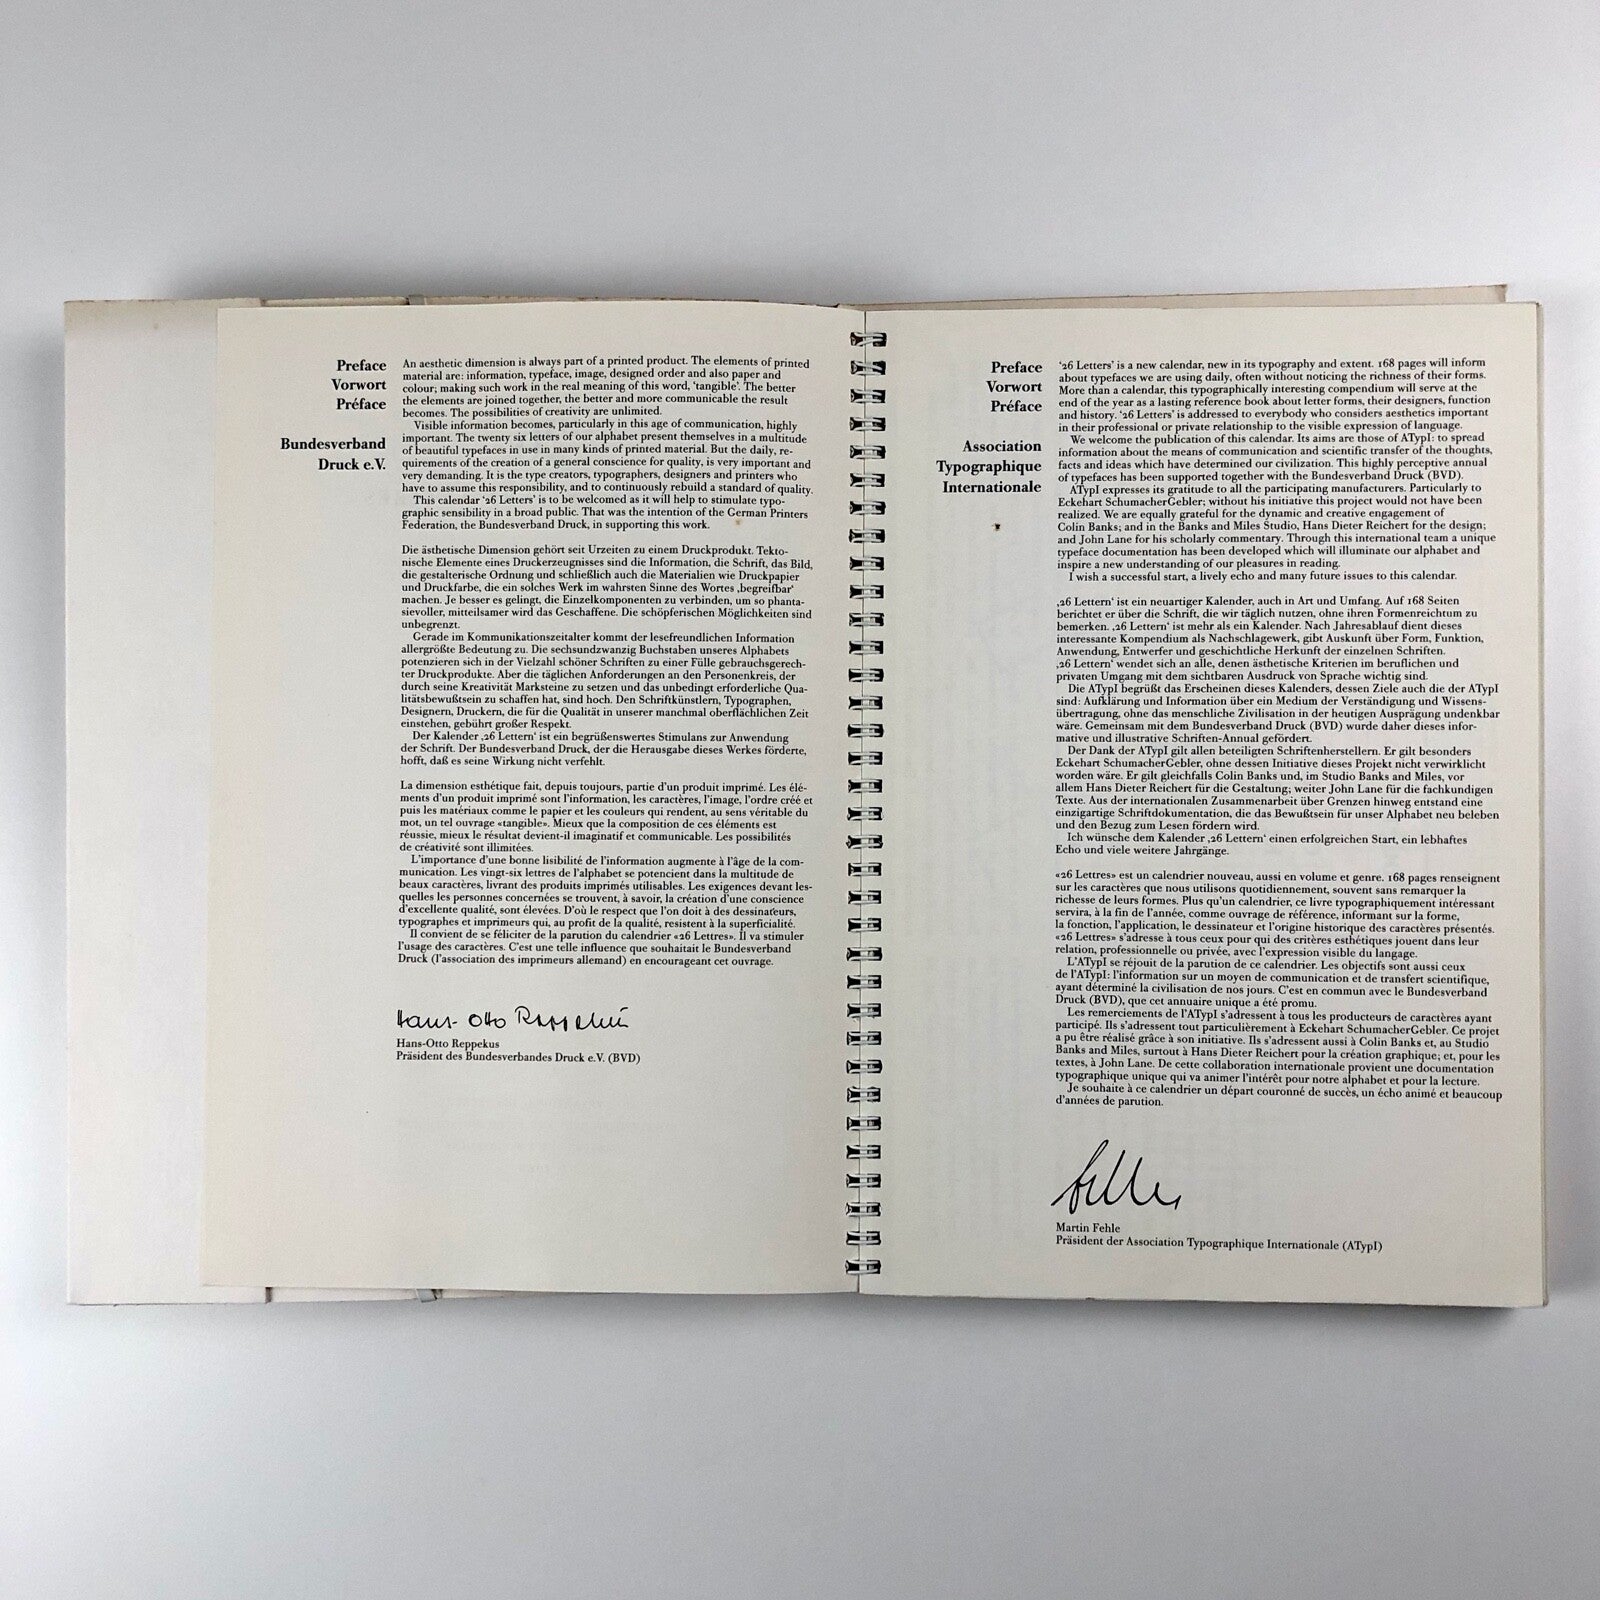 Preface
Vorwort
Préface
Bundesverband
Druck e.V.
An aesthetic dimension is always part of a printed product. The elements of printed
material are: information, typeface, image, designed order and also paper and
colour; making such work in the real meaning of this word, 'tangible'. The better
the elements are joined together, the better and more communicable the result
becomes. The possibilities of creativity are unlimited.
Visible information becomes, particularly in this age of communication, highly
important. The twenty six letters of our alphabet present themselves in a multitude
of beautiful typefaces in use in many kinds of printed material. But the daily, re-
quirements of the creation of a general conscience for quality, is very important and
very demanding. It is the type creators, typographers, designers and printers who
have to assume this responsibility, and to continuously rebuild a standard of quality.
This calendar '26 Letters' is to be welcomed as it will help to stimulate typo-
graphic sensibility in a broad public. That was the intention of the German Printers
Federation, the Bundesverband Druck, in supporting this work.
Die ästhetische Dimension gehört seit Urzeiten zu einem Druckprodukt. Tekto-
nische Elemente eines Druckerzeugnisses sind die Information, die Schrift, das Bild,
die gestalterische Ordnung und schließlich auch die Materialien wie Druckpapier
und Druckfarbe, die ein solches Werk im wahrsten Sinne des Wortes ‚begreifbar‘
machen. Je besser es gelingt, die Einzelkomponenten zu verbinden, um so phanta-
sievoller, mitteilsamer wird das Geschaffene. Die schöpferischen Möglichkeiten sind
unbegrenzt.
Gerade im Kommunikationszeitalter kommt der lesefreundlichen Information
allergrößte Bedeutung zu. Die sechsundzwanzig Buchstaben unseres Alphabets
potenzieren sich in der Vielzahl schöner Schriften zu einer Fülle gebrauchsgerech-
ter Druckprodukte. Aber die täglichen Anforderungen an den Personenkreis, der
durch seine Kreativität Marksteine zu setzen und das unbedingt erforderliche Qua-
litätsbewußtsein zu schaffen hat, sind hoch. Den Schriftkünstlern, Typographen,
Designern, Druckern, die für die Qualität in unserer manchmal oberflächlichen Zeit
einstehen, gebührt großer Respekt.
Der Kalender ‚26 Lettern‘ ist ein begrüßenswertes Stimulans zur Anwendung
der Schrift. Der Bundesverband Druck, der die Herausgabe dieses Werkes förderte,
hofft, daß es seine Wirkung nicht verfehlt.
La dimension esthétique fait, depuis toujours, partie d'un produit imprimé. Les élé-
ments d'un produit imprimé sont l'information, les caractères, l'image, l'ordre créé et
puis les matériaux comme le papier et les couleurs qui rendent, au sens véritable du
mot, un tel ouvrage «tangible». Mieux que la composition de ces éléments est
réussie, mieux le résultat devient-il imaginatif et communicable. Les possibilités
de créativité sont illimitées.
L'importance d'une bonne lisibilité de l'information augmente à l'âge de la com-
munication. Les vingt-six lettres de l'alphabet se potencient dans la multitude de
beaux caractères, livrant des produits imprimés utilisables. Les exigences devant les-
quelles les personnes concernées se trouvent, à savoir, la création d'une conscience
d'excellente qualité, sont élevées. D'où le respect que l'on doit à des dessinateurs,
typographes et imprimeurs qui, au profit de la qualité, resistent à la superficialité.
Il convient de se féliciter de la parution du calendrier «26 Lettres». Il va stimuler
l'usage des caractères. C'est une telle influence que souhaitait le Bundesverband
Druck (l'association des imprimeurs allemand) en encourageant cet ouvrage.
Hans-Otto Reppekus
Hans-Otto Reppekus
Präsident des Bundesverbandes Druck e.V. (BVD)
Preface
Vorwort
Préface
Association
Typographique
Internationale
'26 Letters' is a new calendar, new in its typography and extent. 168 pages will inform
about typefaces we are using daily, often without noticing the richness of their forms.
More than a calendar, this typographically interesting compendium will serve at the
end of the year as a lasting reference book about letter forms, their designers, function
and history. '26 Letters' is addressed to everybody who considers aesthetics important
in their professional or private relationship to the visible expression of language.
We welcome the publication of this calendar. Its aims are those of ATypI: to spread
information about the means of communication and scientific transfer of the thoughts,
facts and ideas which have determined our civilization. This highly perceptive annual
of typefaces has been supported together with the Bundesverband Druck (BVD).
ATypI expresses its gratitude to all the participating manufacturers. Particularly to
Eckehart SchumacherGebler; without his initiative this project would not have been
realized. We are equally grateful for the dynamic and creative engagement of
Colin Banks; and in the Banks and Miles Studio, Hans Dieter Reichert for the design;
and John Lane for his scholarly commentary. Through this international team a unique
typeface documentation has been developed which will illuminate our alphabet and
inspire a new understanding of our pleasures in reading.
I wish a successful start, a lively echo and many future issues to this calendar.
‚26 Lettern‘ ist ein neuartiger Kalender, auch in Art und Umfang. Auf 168 Seiten
berichtet er über die Schrift, die wir täglich nutzen, ohne ihren Formenreichtum zu
bemerken. ‚26 Lettern‘ ist mehr als ein Kalender. Nach Jahresablauf dient dieses
interessante Kompendium als Nachschlagewerk, gibt Auskunft über Form, Funktion,
Anwendung, Entwerfer und geschichtliche Herkunft der einzelnen Schriften.
‚26 Lettern‘ wendet sich an alle, denen ästhetische Kriterien im beruflichen und
privaten Umgang mit dem sichtbaren Ausdruck von Sprache wichtig sind.
Die ATypI begrüßt das Erscheinen dieses Kalenders, dessen Ziele auch die der ATypI
sind: Aufklärung und Information über ein Medium der Verständigung und Wissens-
übertragung, ohne das menschliche Zivilisation in der heutigen Ausprägung undenkbar
wäre. Gemeinsam mit dem Bundesverband Druck (BVD) wurde daher dieses infor-
mative und illustrative Schriften-Annual gefördert.
Der Dank der ATypI gilt allen beteiligten Schriftenherstellern. Er gilt besonders
Eckehart SchumacherGebler, ohne dessen Initiative dieses Projekt nicht verwirklicht
worden wäre. Er gilt gleichfalls Colin Banks und, im Studio Banks and Miles, vor
allem Hans Dieter Reichert für die Gestaltung; weiter John Lane für die fachkundigen
Texte. Aus der internationalen Zusammenarbeit über Grenzen hinweg entstand eine
einzigartige Schriftdokumentation, die das Bewußtsein für unser Alphabet neu beleben
und den Bezug zum Lesen fördern wird.
Ich wünsche dem Kalender ‚26 Lettern‘ einen erfolgreichen Start, ein lebhaftes
Echo und viele weitere Jahrgänge.
«26 Lettres» est un calendrier nouveau, aussi en volume et genre. 168 pages renseignent
sur les caractères que nous utilisons quotidiennement, souvent sans remarquer la
richesse de leurs formes. Plus qu'un calendrier, ce livre typographiquement intéressant
servira, à la fin de l'année, comme ouvrage de référence, informant sur la forme,
la fonction, l'application, le dessinateur et l'origine historique des caractères présentés.
«26 Lettres» s'adresse à tous ceux pour qui des critères esthétiques jouent dans leur
relation, professionnelle ou privée, avec l'expression visible du langage.
L'ATypI se réjouit de la parution de ce calendrier. Les objectifs sont aussi ceux
de l'ATypI: l'information sur un moyen de communication et de transfert scientifique,
ayant déterminé la civilisation de nos jours. C'est en commun avec le Bundesverband
Druck (BVD), que cet annuaire unique a été promu.
Les remerciements de l'ATypI s'adressent à tous les producteurs de caractères ayant
participé. Ils s'adressent tout particulièrement à Eckehart SchumacherGebler. Ce projet
a pu être réalisé grâce à son initiative. Ils s'adressent aussi à Colin Banks et, au Studio
Banks and Miles, surtout à Hans Dieter Reichert pour la création graphique; et, pour les
textes, à John Lane. De cette collaboration internationale provient une documentation
typographique unique qui va animer l'intérêt pour notre alphabet et pour la lecture.
Je souhaite à ce calendrier un départ couronné de succès, un écho animé et beaucoup
d'années de parution.
Fehle
Martin Fehle
Präsident der Association Typographique Internationale (ATypI)